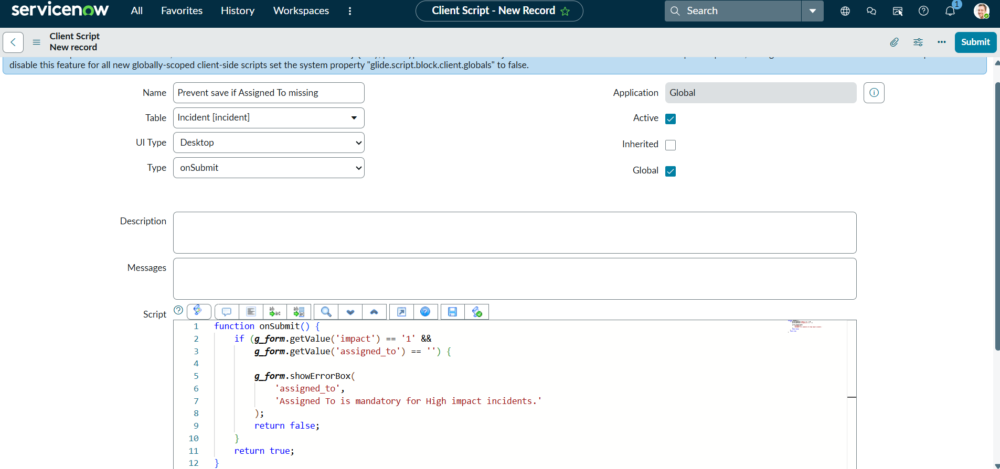 servicenow All Favorites History Workspaces Client Script - New Record Search 1
Client Script
New record Submit
disable this feature for all new globally-scoped client-side scripts set the system property "glide.script.block.client.globals" to false.
Name Prevent save if Assigned To missing Application Global
Table Incident [incident] Active
UI Type Desktop Inherited
Type onSubmit Global
Description
Messages
Script
1 function onSubmit() {
2 if (g_form.getValue('impact') == '1' &&
3 g_form.getValue('assigned_to') == '') {
4
5 g_form.showErrorBox(
6 'assigned_to',
7 'Assigned To is mandatory for High impact incidents.'
8 );
9 return false;
10 }
11 return true;
12 }